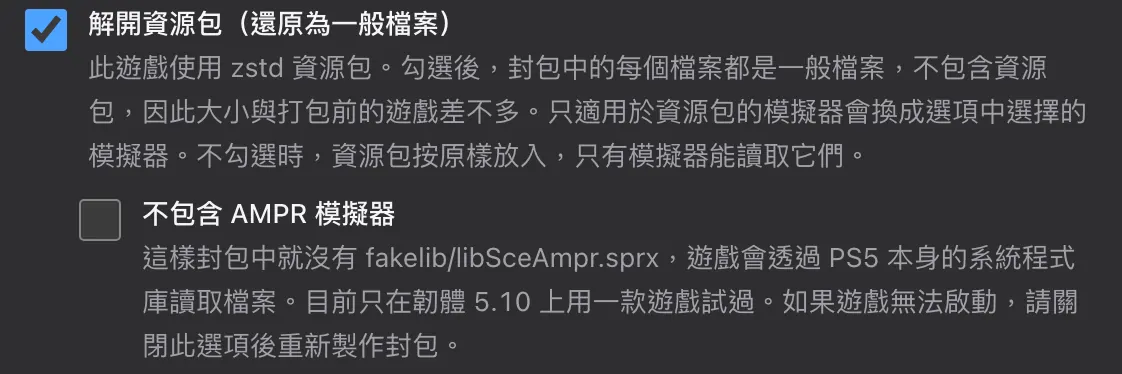 解開資源包（還原為一般檔案）
此遊戲使用 zstd 資源包。勾選後，封包中的每個檔案都是一般檔案，不包含資源
包，因此大小與打包前的遊戲差不多。只適用於資源包的模擬器會換成選項中選擇的
模擬器。不勾選時，資源包按原樣放入，只有模擬器能讀取它們。
不包含 AMPR 模擬器
這樣封包中就沒有 fakelib/libSceAmpr.sprx，遊戲會透過 PS5 本身的系統程式
庫讀取檔案。目前只在韌體 5.10 上用一款遊戲試過。如果遊戲無法啟動，請關
閉此選項後重新製作封包。